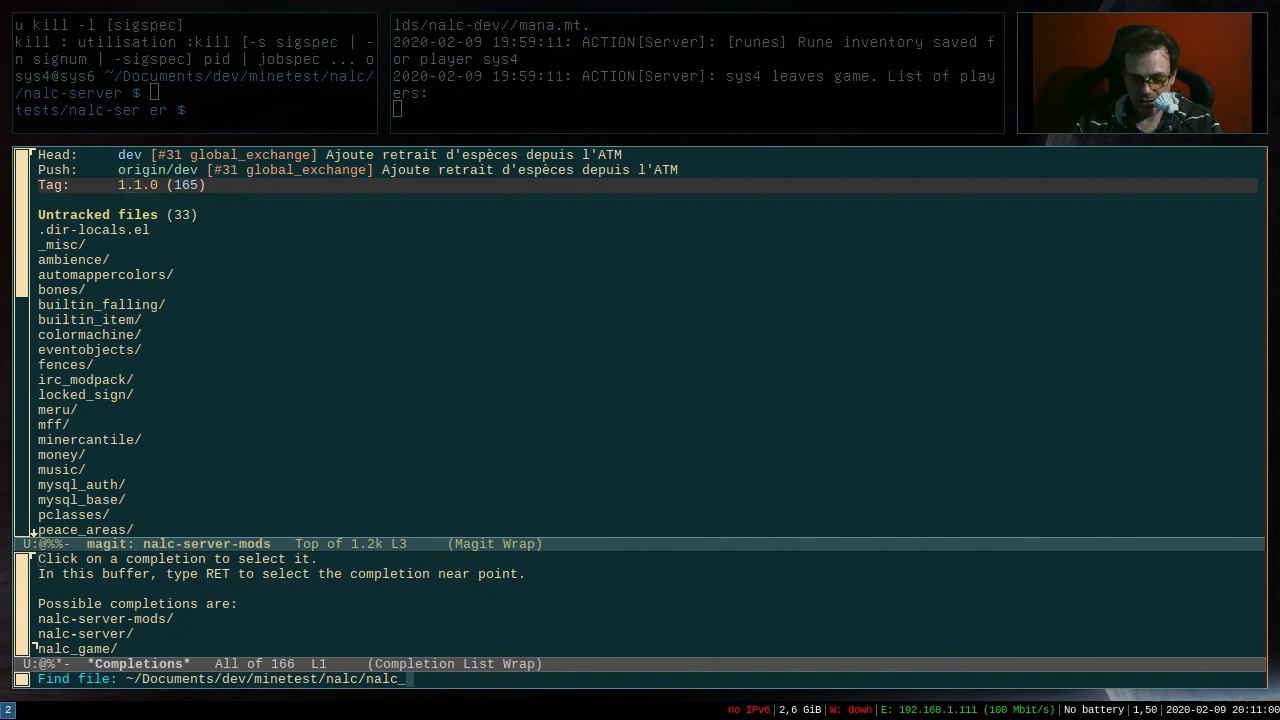 u kill -l [sigspec]
kill : utilisation :kill [-s sigspec | -
n signum | -sigspec] pid | jobspec ... o
sys4@sys6 ~/Documents/dev/minetest/nalc/
/nalc-server $
tests/nalc-ser er $
lds/nalc-dev//mana.mt.
2020-02-09 19:59:11: ACTION[Server]: [runes] Rune inventory saved f
or player sys4
2020-02-09 19:59:11: ACTION[Server]: sys4 leaves game. List of play
ers:
Head:     dev [#31 global_exchange] Ajoute retrait d'espèces depuis l'ATM
Push:     origin/dev [#31 global_exchange] Ajoute retrait d'espèces depuis l'ATM
Tag:      1.1.0 (165)
Untracked files (33)
.dir-locals.el
_misc/
ambience/
automappercolors/
bones/
builtin_falling/
builtin_item/
colormachine/
eventobjects/
fences/
irc_modpack/
locked_sign/
meru/
mff/
minercantile/
money/
music/
mysql_auth/
mysql_base/
pclasses/
peace_areas/
U:@%%-  magit: nalc-server-mods   Top of 1.2k L3     (Magit Wrap)
Click on a completion to select it.
In this buffer, type RET to select the completion near point.
Possible completions are:
nalc-server-mods/
nalc-server/
nalc_game/
U:@%*-  *Completions*   All of 166  L1     (Completion List Wrap)
Find file: ~/Documents/dev/minetest/nalc/nalc_
2 no IPv6|2,6 GiB|W: down|E: 192.168.1.111 (100 Mbit/s)|No battery|1,50|2020-02-09 20:11:00